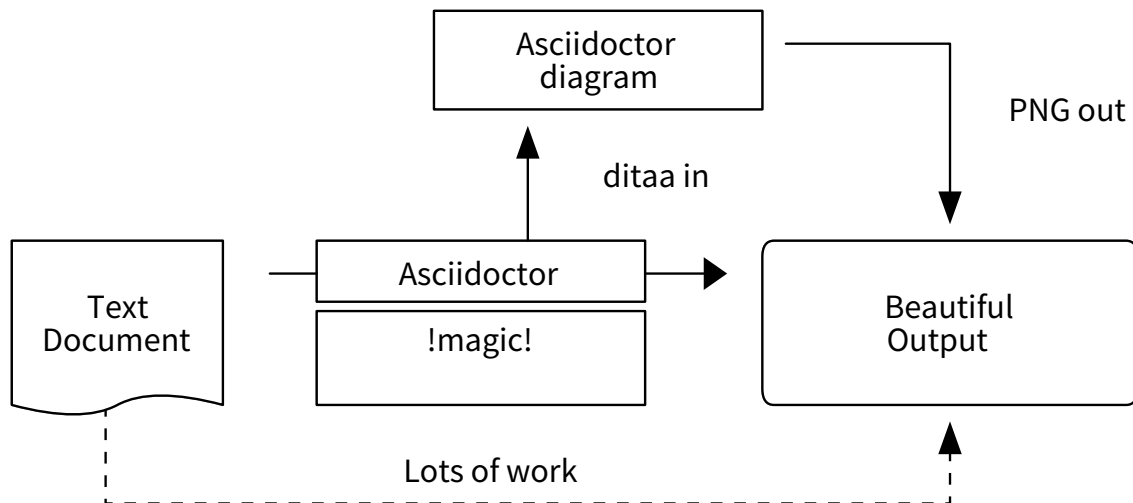 Asciidoctor
diagram
PNG out
ditaa in
Text
Document
Asciidoctor
!magic!
Beautiful
Output
Lots of work